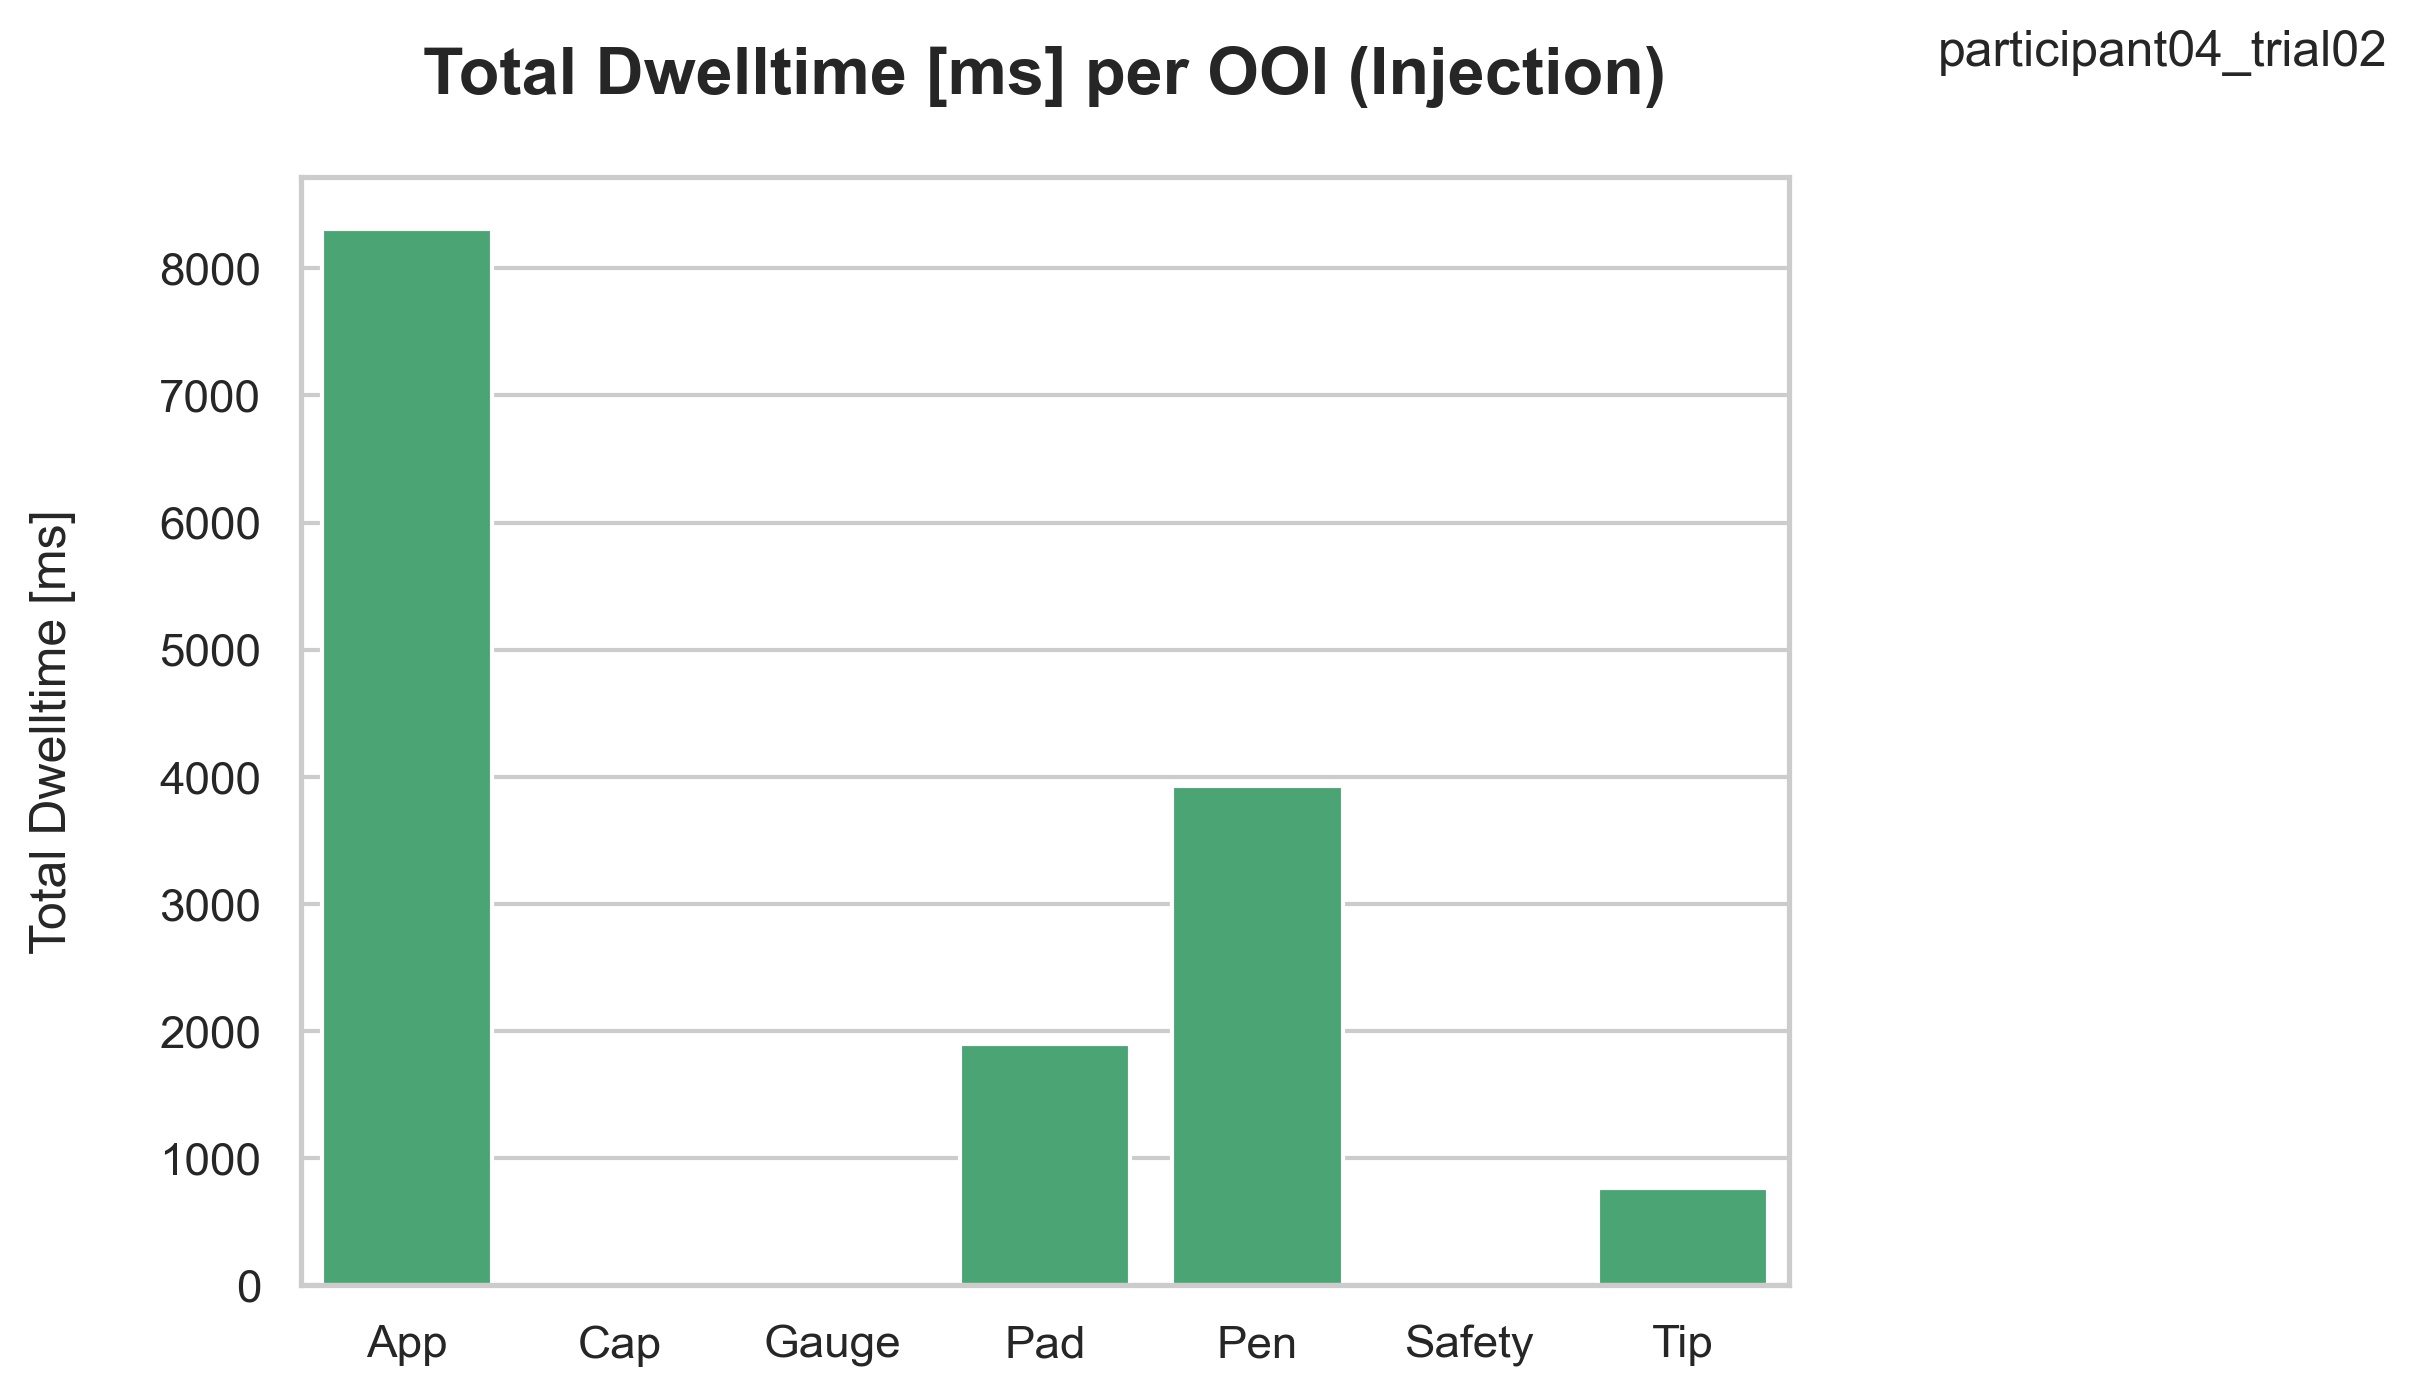 participant04_trial02
Total Dwelltime [ms] per OOI (Injection)
Total Dwelltime [ms]
8000
7000
6000
5000
4000
3000
2000
1000
0
App Cap Gauge Pad Pen Safety Tip